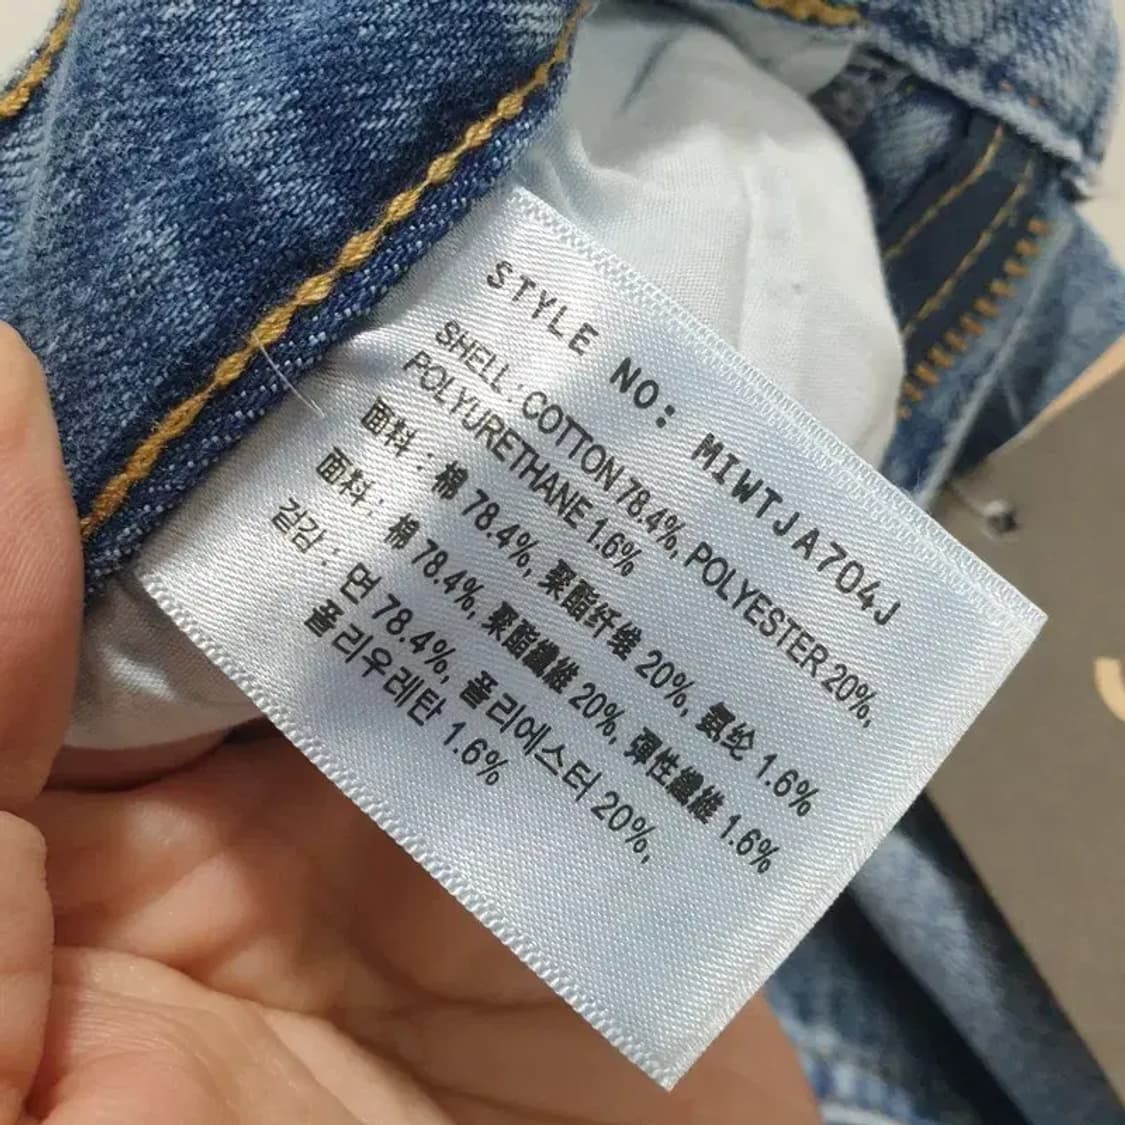 STYLE NO: MIWTJA704J
SHELL: COTTON 78.4%, POLYESTER 20%,
POLYURETHANE 1.6%
面料: 棉 78.4%, 聚酯纤维 20%, 氨纶 1.6%
面料: 棉 78.4%, 聚酯纖維 20%, 彈性纖維 1.6%
겉감: 면 78.4%, 폴리에스터 20%,
폴리우레탄 1.6%